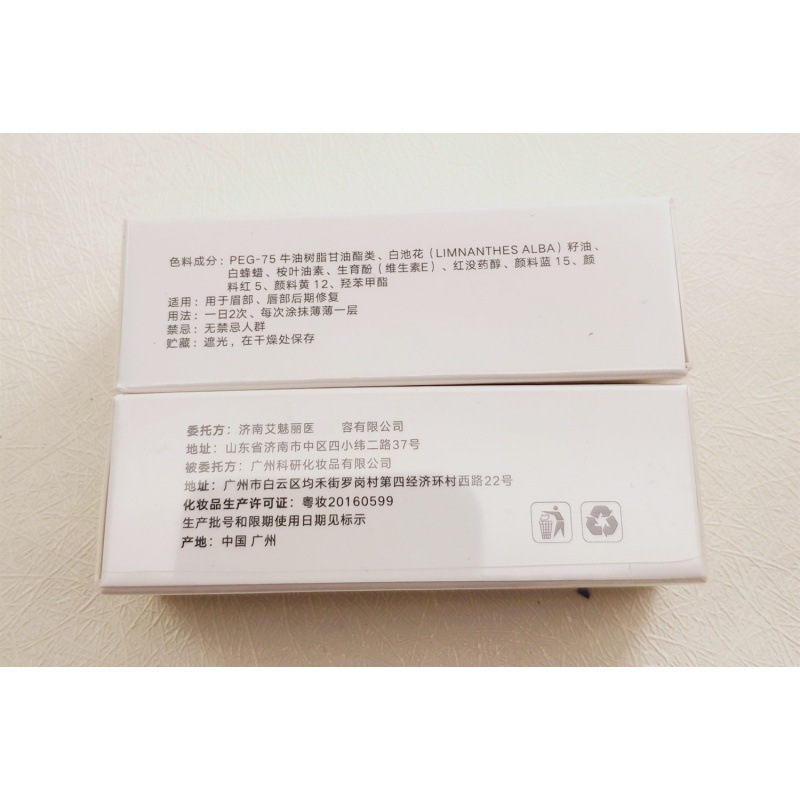 色料成分：PEG-75 牛油树脂甘油酯类、白池花（LIMNANTHES ALBA）籽油、
白蜂蜡、桉叶油素、生育酚（维生素E）、红没药醇、颜料蓝 15、颜
料红 5、颜料黄 12、羟苯甲酯
适用：用于眉部、唇部后期修复
用法：一日2次、每次涂抹薄薄一层
禁忌：无禁忌人群
贮藏：遮光，在干燥处保存
委托方：济南艾魅丽医 容有限公司
地址：山东省济南市中区四小纬二路37号
被委托方：广州科研化妆品有限公司
地址：广州市白云区均禾街罗岗村第四经济环村西路22号
化妆品生产许可证：粤妆20160599
生产批号和限期使用日期见标示
产地：中国 广州